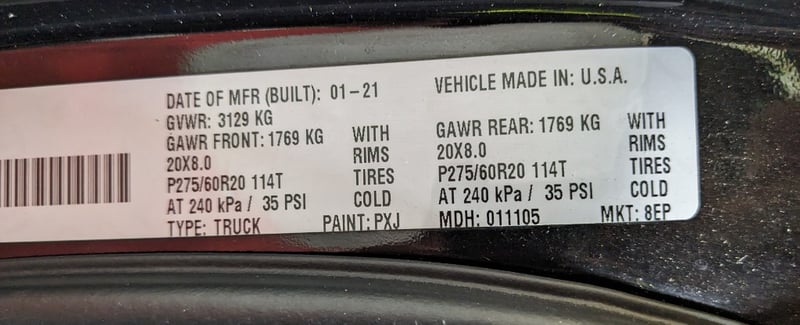 DATE OF MFR (BUILT): 01-21 VEHICLE MADE IN: U.S.A.
GVWR: 3129 KG
GAWR FRONT: 1769 KG WITH GAWR REAR: 1769 KG WITH
20X8.0 RIMS 20X8.0 RIMS
P275/60R20 114T TIRES P275/60R20 114T TIRES
AT 240 kPa / 35 PSI COLD AT 240 kPa / 35 PSI COLD
TYPE: TRUCK PAINT: PXJ MDH: 011105 MKT: 8EP